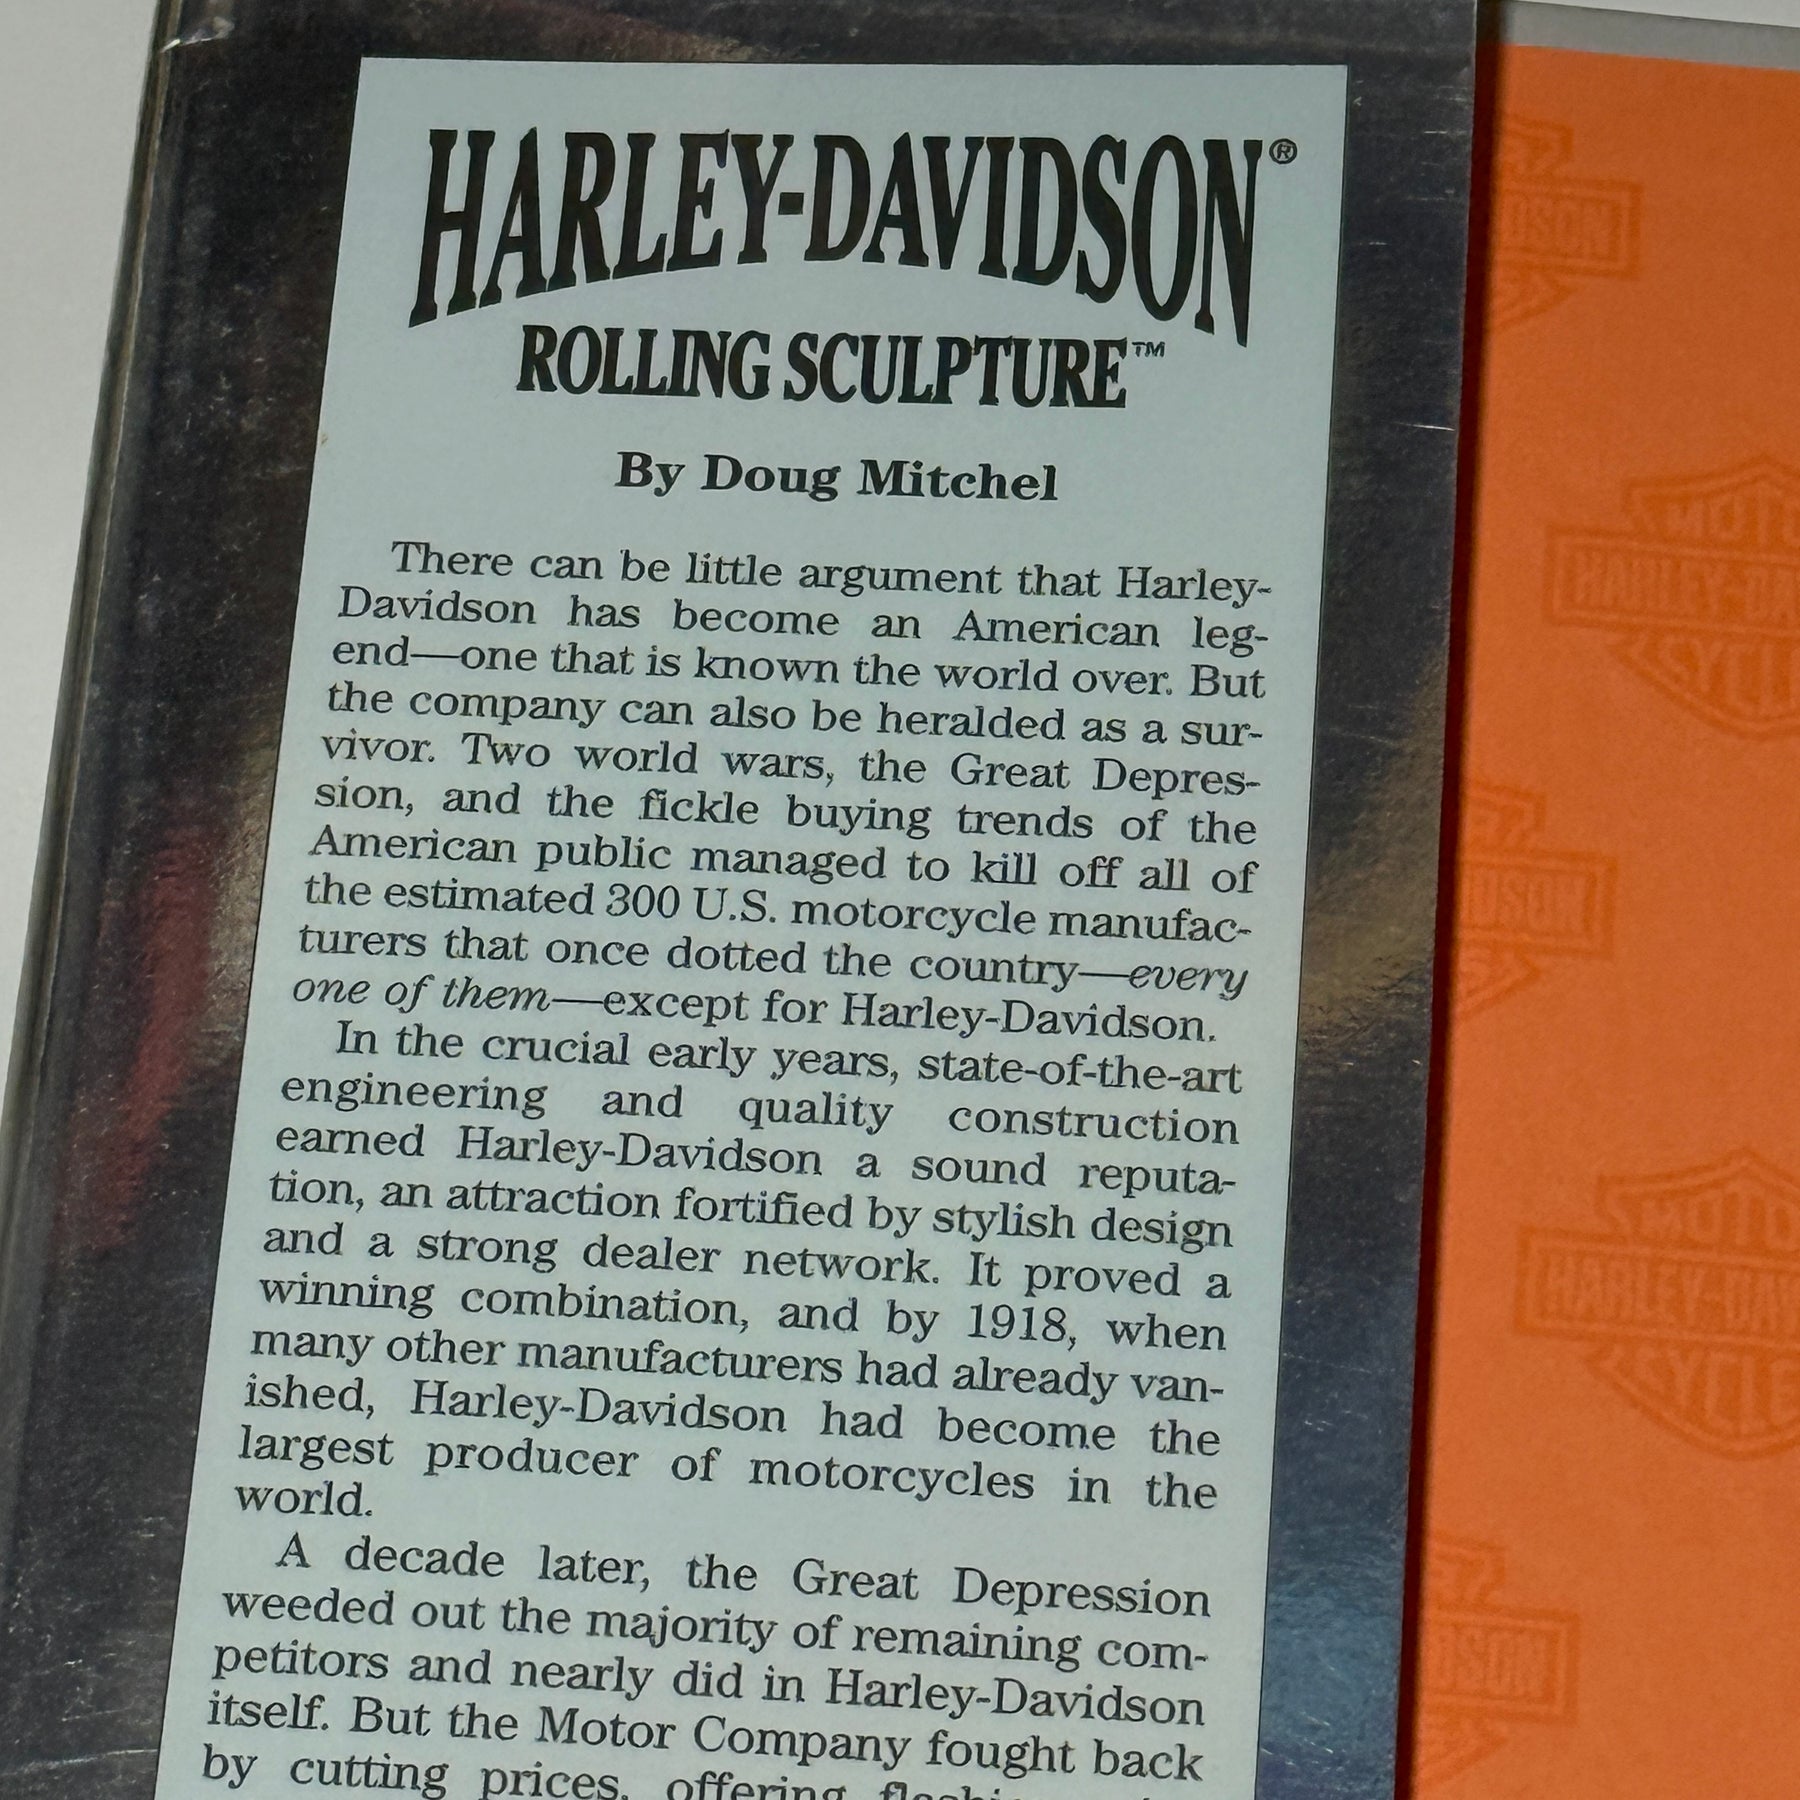 HARLEY-DAVIDSON®
ROLLING SCULPTURE™
By Doug Mitchel
There can be little argument that Harley-
Davidson has become an American leg-
end—one that is known the world over. But
the company can also be heralded as a sur-
vivor. Two world wars, the Great Depres-
sion, and the fickle buying trends of the
American public managed to kill off all of
the estimated 300 U.S. motorcycle manufac-
turers that once dotted the country—every
one of them—except for Harley-Davidson.
In the crucial early years, state-of-the-art
engineering and quality construction
earned Harley-Davidson a sound reputa-
tion, an attraction fortified by stylish design
and a strong dealer network. It proved a
winning combination, and by 1918, when
many other manufacturers had already van-
ished, Harley-Davidson had become the
largest producer of motorcycles in the
world.
A decade later, the Great Depression
weeded out the majority of remaining com-
petitors and nearly did in Harley-Davidson
itself. But the Motor Company fought back
by cutting prices, offering